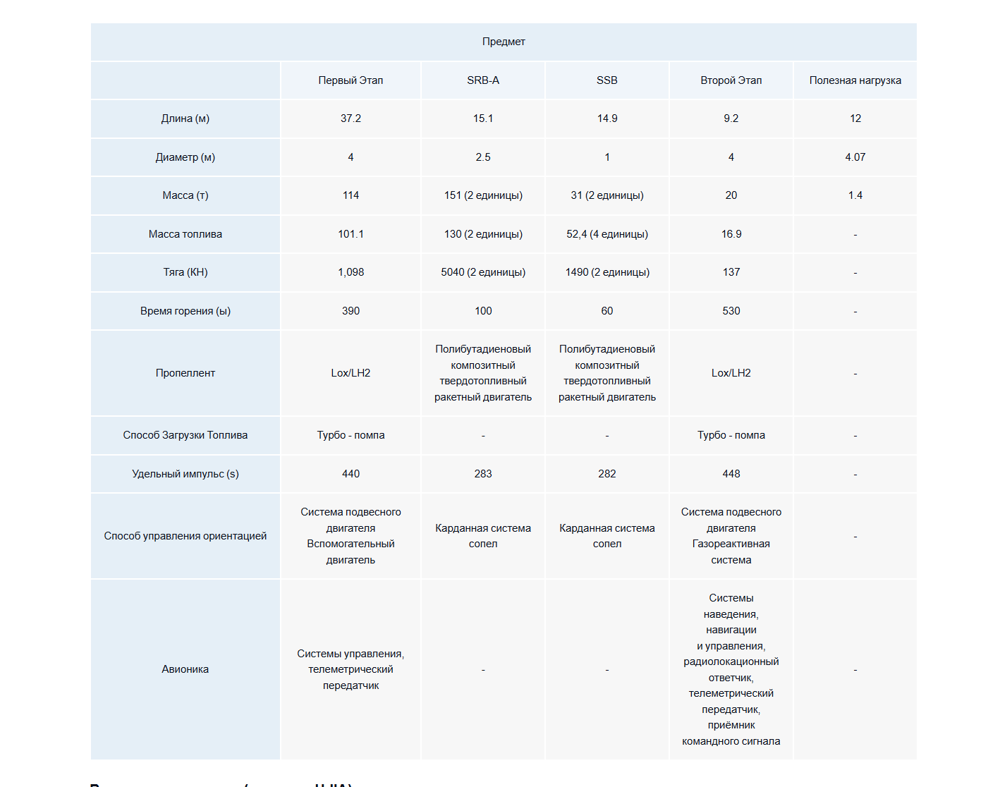 Предмет
Первый Этап SRB-A SSB Второй Этап Полезная нагрузка
Длина (м) 37.2 15.1 14.9 9.2 12
Диаметр (м) 4 2.5 1 4 4.07
Масса (т) 114 151 (2 единицы) 31 (2 единицы) 20 1.4
Масса топлива 101.1 130 (2 единицы) 52,4 (4 единицы) 16.9 -
Тяга (КН) 1,098 5040 (2 единицы) 1490 (2 единицы) 137 -
Время горения (ы) 390 100 60 530 -
Пропеллент
Lox/LH2
Полибутадиеновый
композитный
твердотопливный
ракетный двигатель
Полибутадиеновый
композитный
твердотопливный
ракетный двигатель
Lox/LH2
-
Способ Загрузки Топлива Турбо - помпа - - Турбо - помпа -
Удельный импульс (s) 440 283 282 448 -
Способ управления ориентацией
Система подвесного
двигателя
Вспомогательный
двигатель
Карданная система
сопел
Карданная система
сопел
Система подвесного
двигателя
Газореактивная
система
-
Авионика
Системы управления,
телеметрический
передатчик
-
-
Системы
наведения,
навигации
и управления,
радиолокационный
ответчик,
телеметрический
передатчик,
приёмник
командного сигнала
-